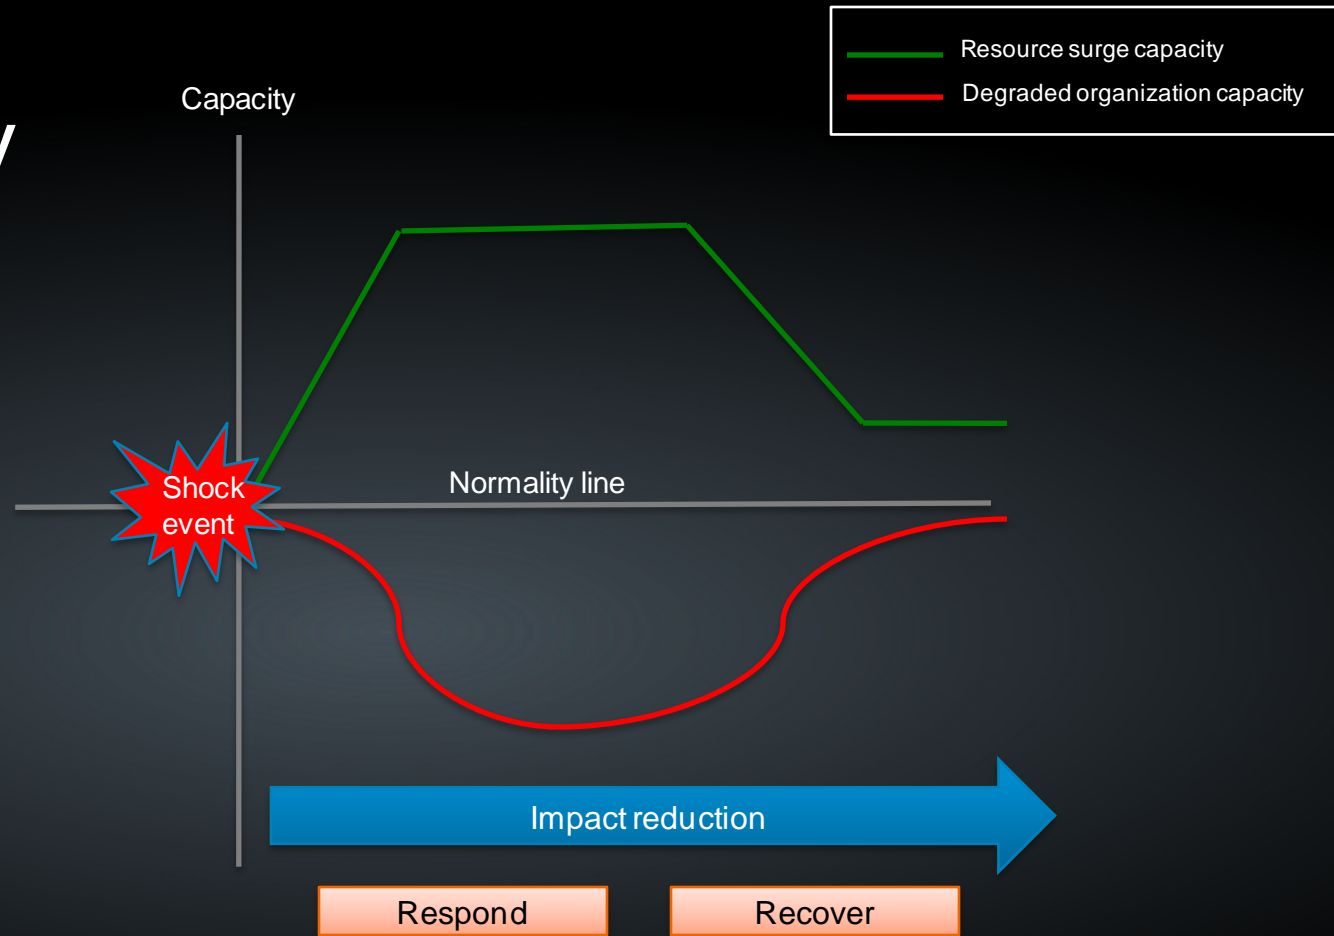 Resource surge capacity
Degraded organization capacity
Capacity
Normality line
Shock
event
Impact reduction
Respond
Recover